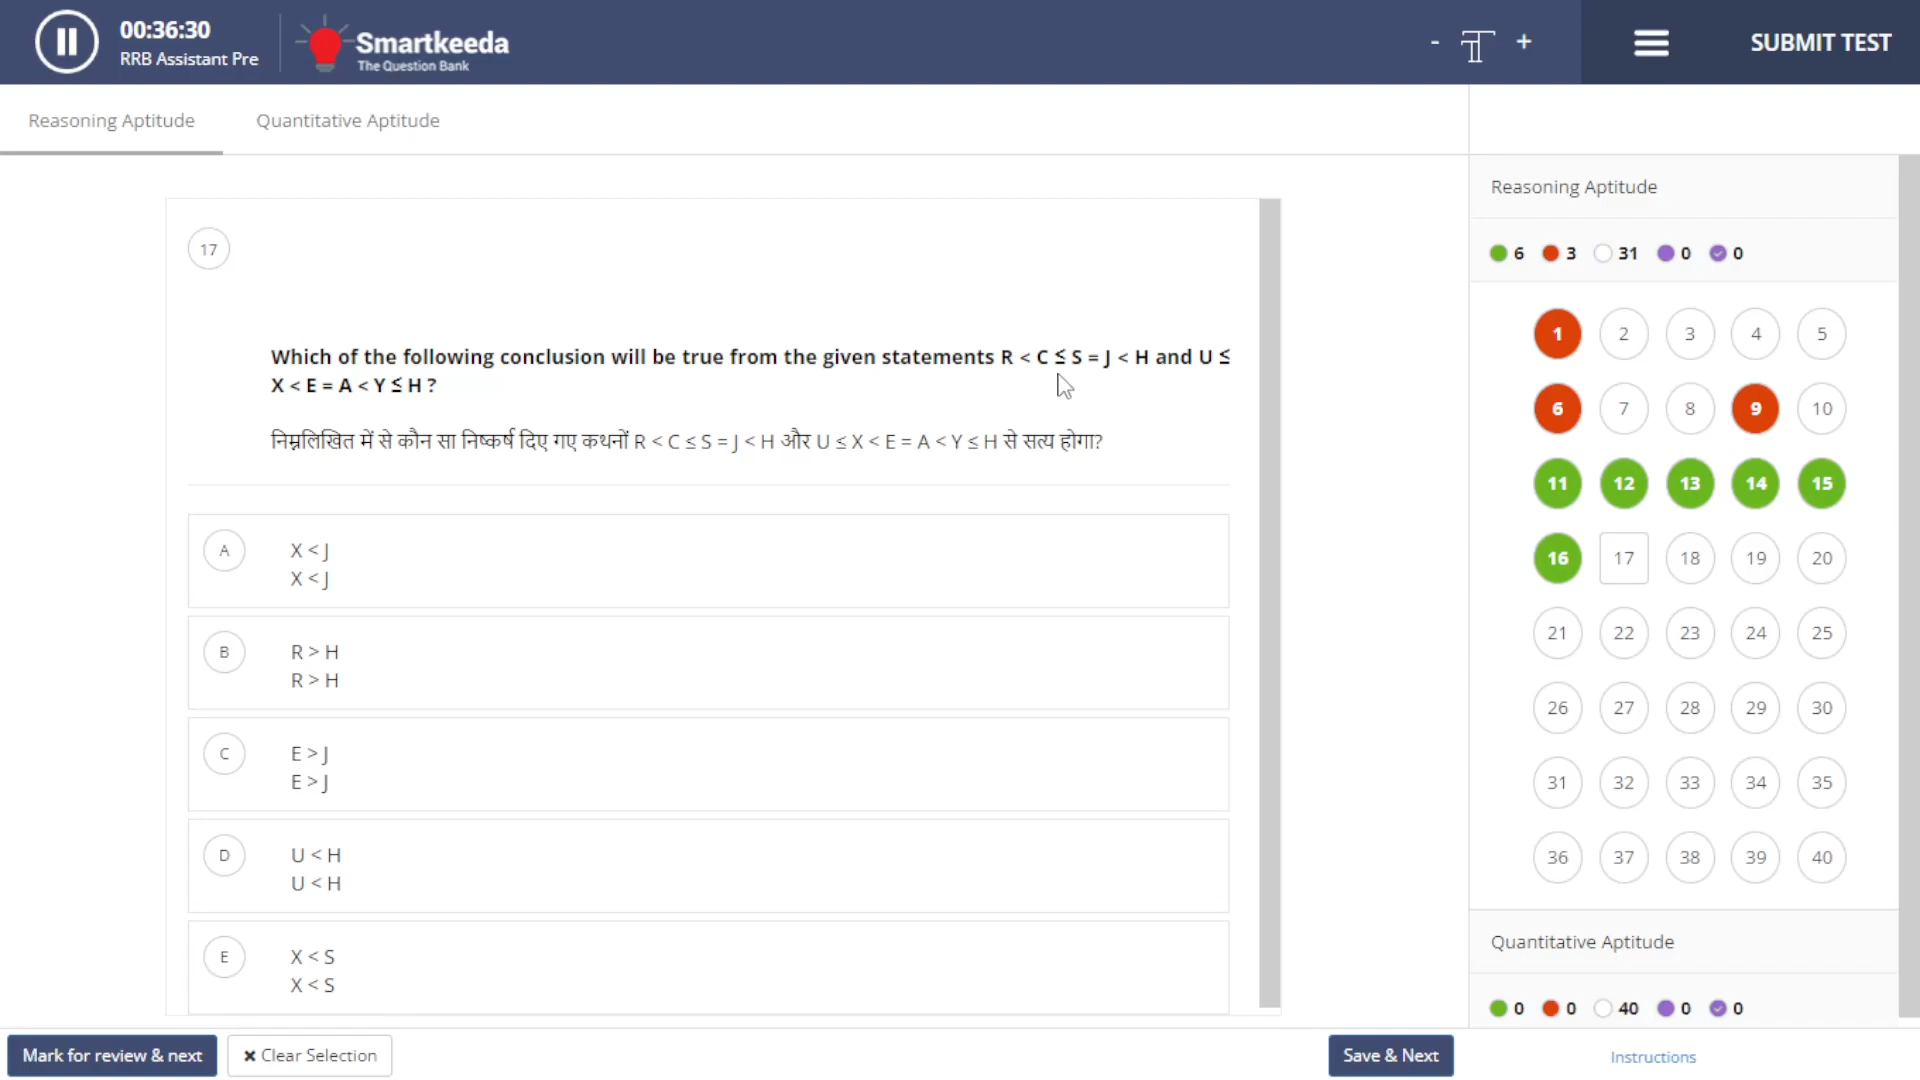 00:36:30
RRB Assistant Pre
Smartkeeda
The Question Bank
- T +
SUBMIT TEST
Reasoning Aptitude
Quantitative Aptitude
17
Which of the following conclusion will be true from the given statements R < C ≤ S = J < H and U ≤
X < E = A < Y ≤ H ?
निम्नलिखित में से कौन सा निष्कर्ष दिए गए कथनों R < C ≤ S = J < H और U ≤ X < E = A < Y ≤ H से सत्य होगा?
A
X < J
X < J
B
R > H
R > H
C
E > J
E > J
D
U < H
U < H
E
X < S
X < S
Mark for review & next
✖ Clear Selection
Save & Next
Reasoning Aptitude
6 3 31 0 0
1 2 3 4 5
6 7 8 9 10
11 12 13 14 15
16 17 18 19 20
21 22 23 24 25
26 27 28 29 30
31 32 33 34 35
36 37 38 39 40
Quantitative Aptitude
0 0 40 0 0
Instructions